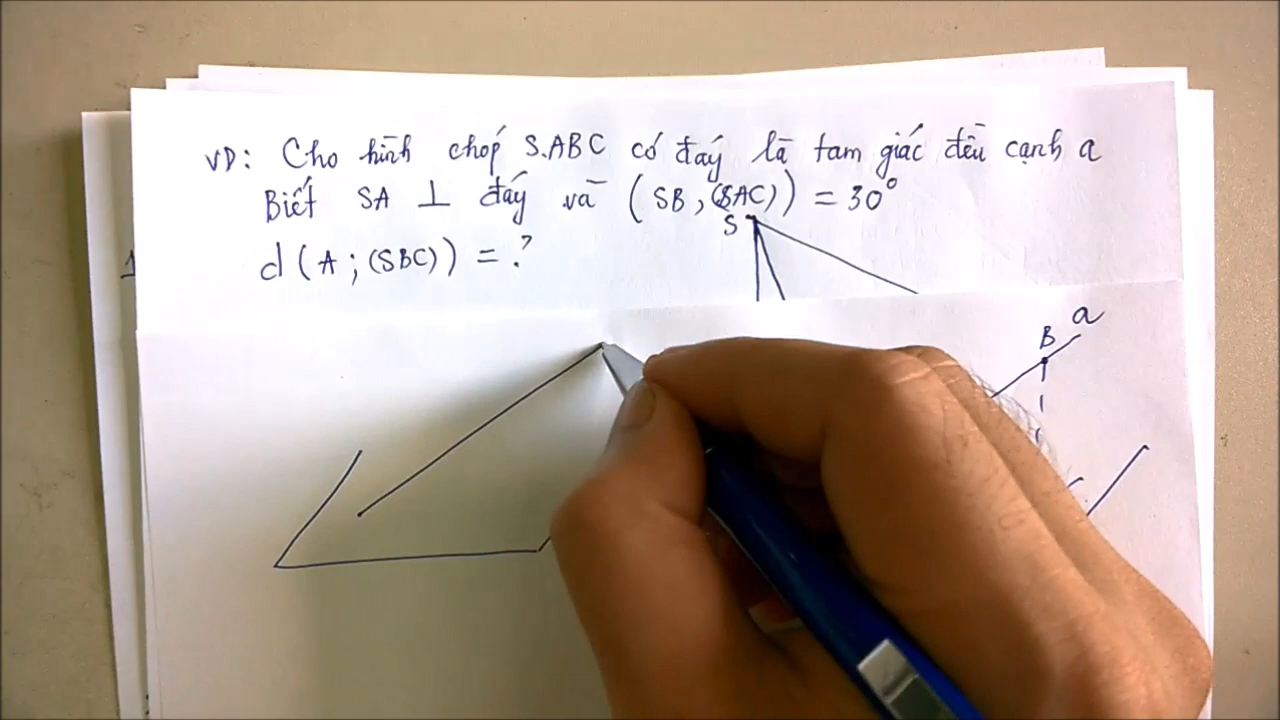 VD: Cho hình chóp S.ABC có đáy là tam giác đều cạnh a
Biết SA ⊥ đáy và (SB, (SAC)) = 30°
d(A; (SBC)) = ?
S
a
B